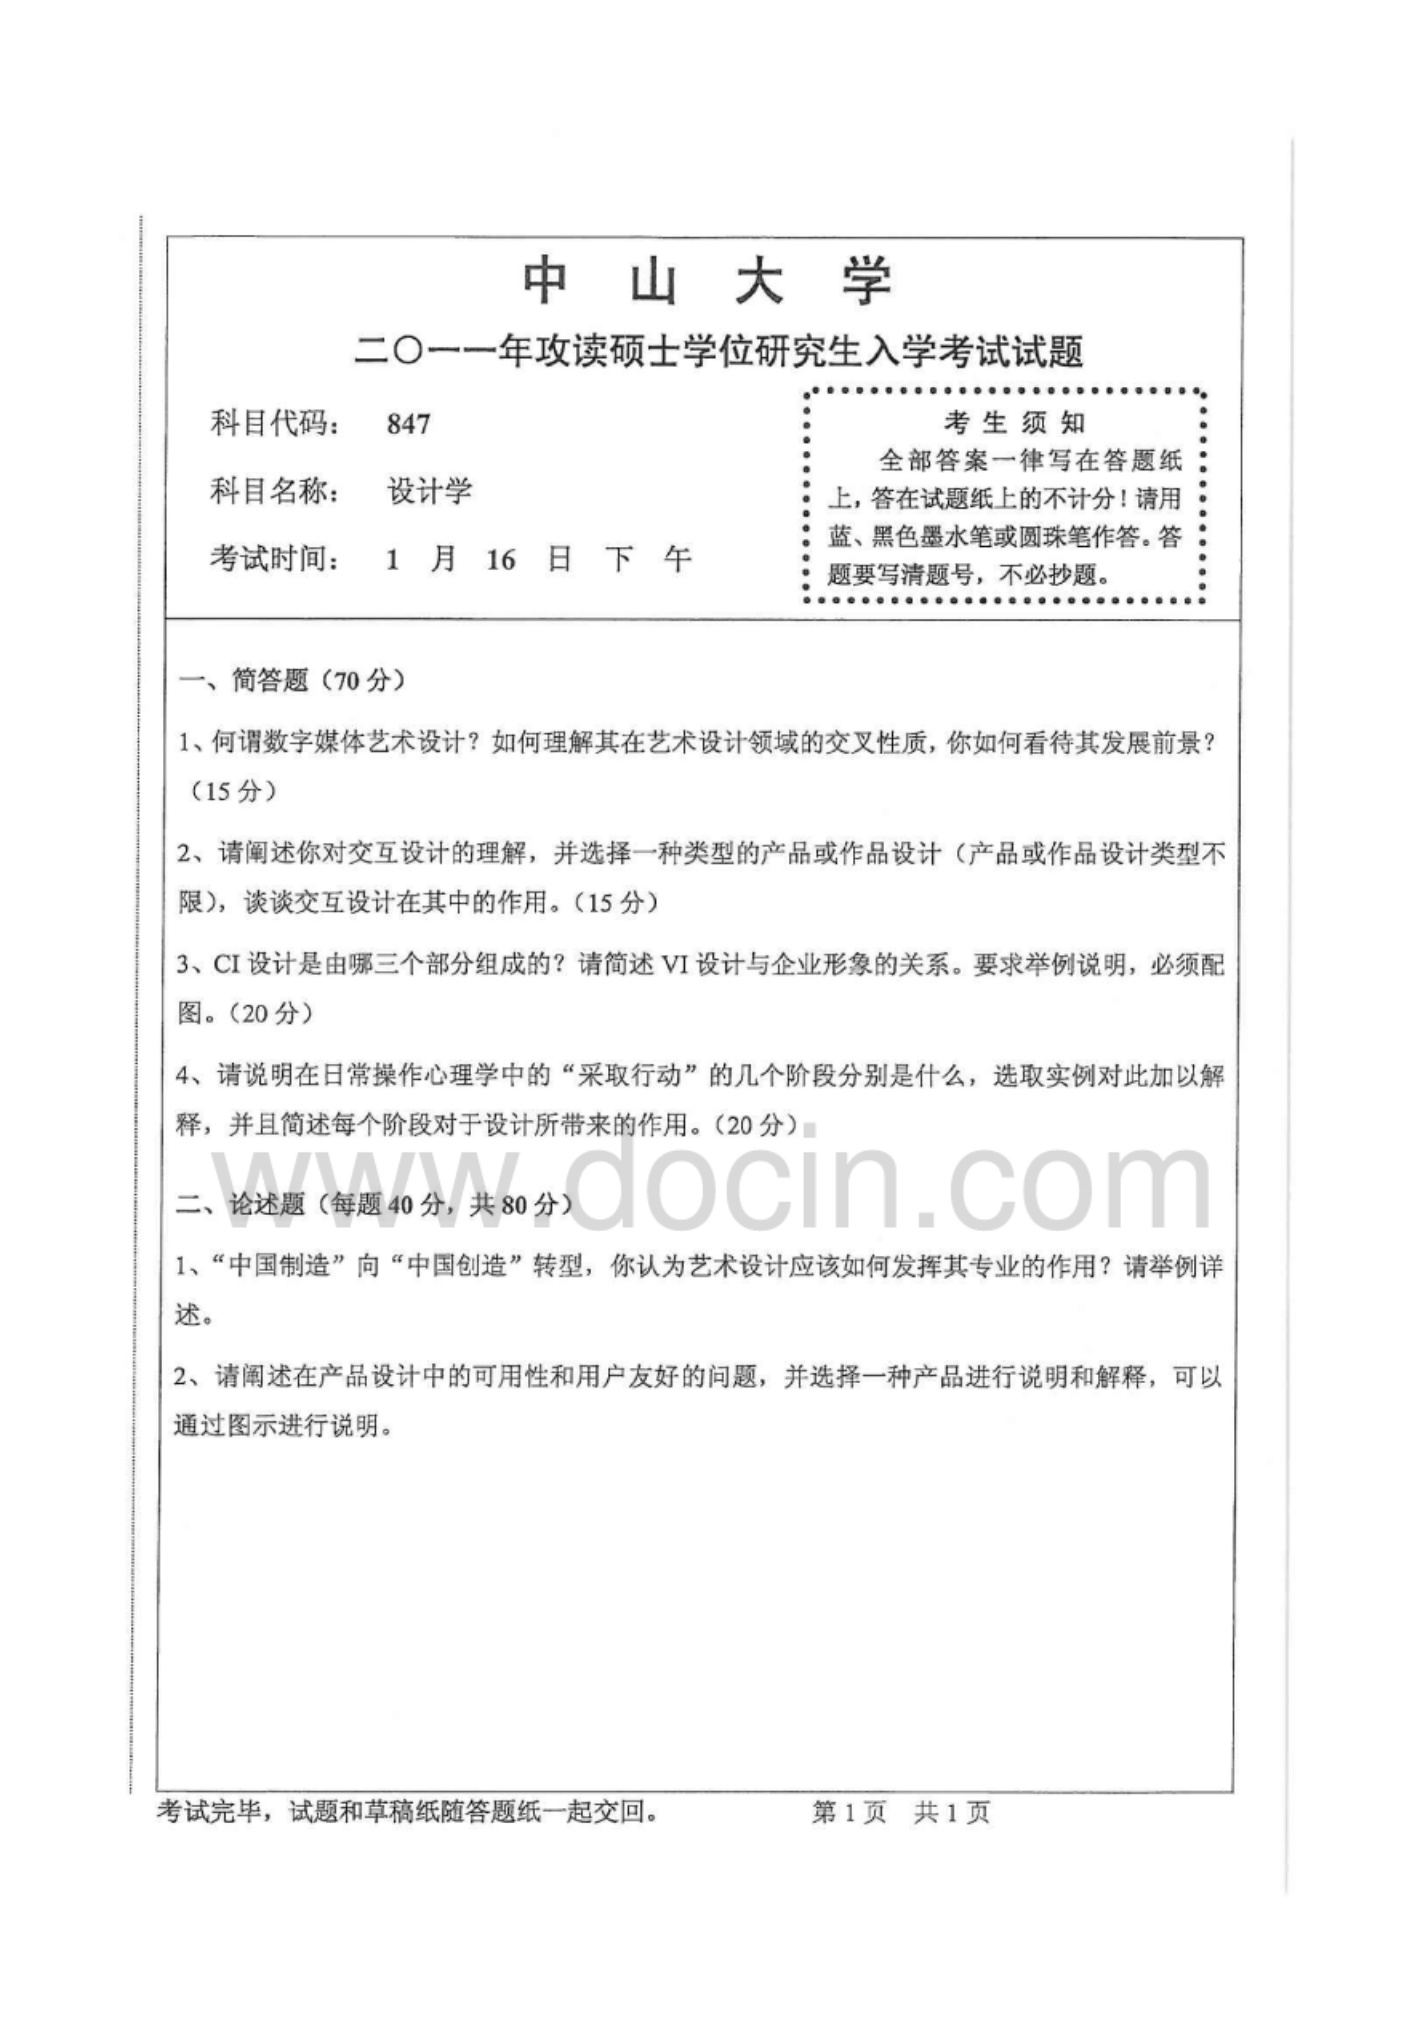 中 山 大 学
二〇一一年攻读硕士学位研究生入学考试试题
科目代码： 847
科目名称： 设计学
考试时间： 1 月 16 日 下 午
考 生 须 知
全部答案一律写在答题纸
上，答在试题纸上的不计分！请用
蓝、黑色墨水笔或圆珠笔作答。答
题要写清题号，不必抄题。
一、简答题（70 分）
1、何谓数字媒体艺术设计？如何理解其在艺术设计领域的交叉性质，你如何看待其发展前景？
（15 分）
2、请阐述你对交互设计的理解，并选择一种类型的产品或作品设计（产品或作品设计类型不
限），谈谈交互设计在其中的作用。（15 分）
3、CI 设计是由哪三个部分组成的？请简述 VI 设计与企业形象的关系。要求举例说明，必须配
图。（20 分）
4、请说明在日常操作心理学中的“采取行动”的几个阶段分别是什么，选取实例对此加以解
释，并且简述每个阶段对于设计所带来的作用。（20 分）
www.docin.com
二、论述题（每题 40 分，共 80 分）
1、“中国制造”向“中国创造”转型，你认为艺术设计应该如何发挥其专业的作用？请举例详
述。
2、请阐述在产品设计中的可用性和用户友好的问题，并选择一种产品进行说明和解释，可以
通过图示进行说明。
考试完毕，试题和草稿纸随答题纸一起交回。 第 1 页 共 1 页